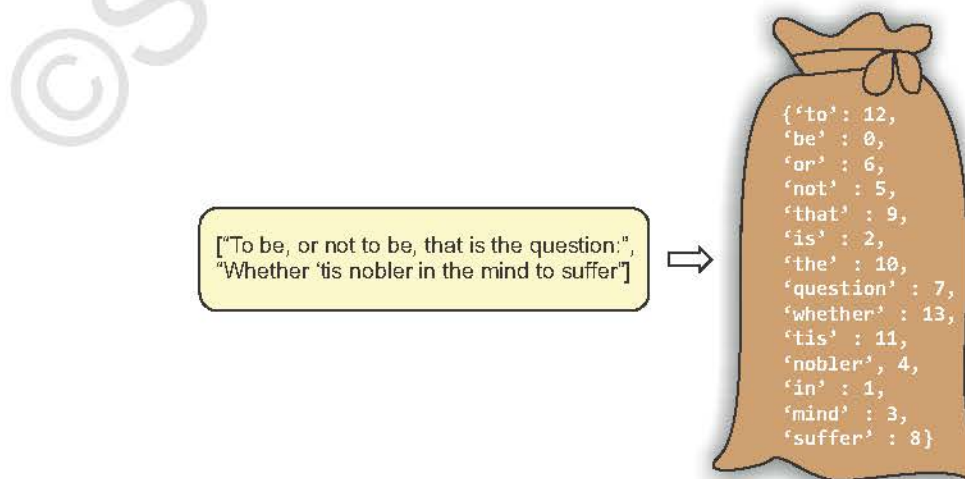 ["To be, or not to be, that is the question:",
"Whether 'tis nobler in the mind to suffer"]
{‘to’: 12,
‘be’ : 0,
‘or’ : 6,
‘not’ : 5,
‘that’ : 9,
‘is’ : 2,
‘the’ : 10,
‘question’ : 7,
‘whether’ : 13,
‘tis’ : 11,
‘nobler’, 4,
‘in’ : 1,
‘mind’ : 3,
‘suffer’ : 8}